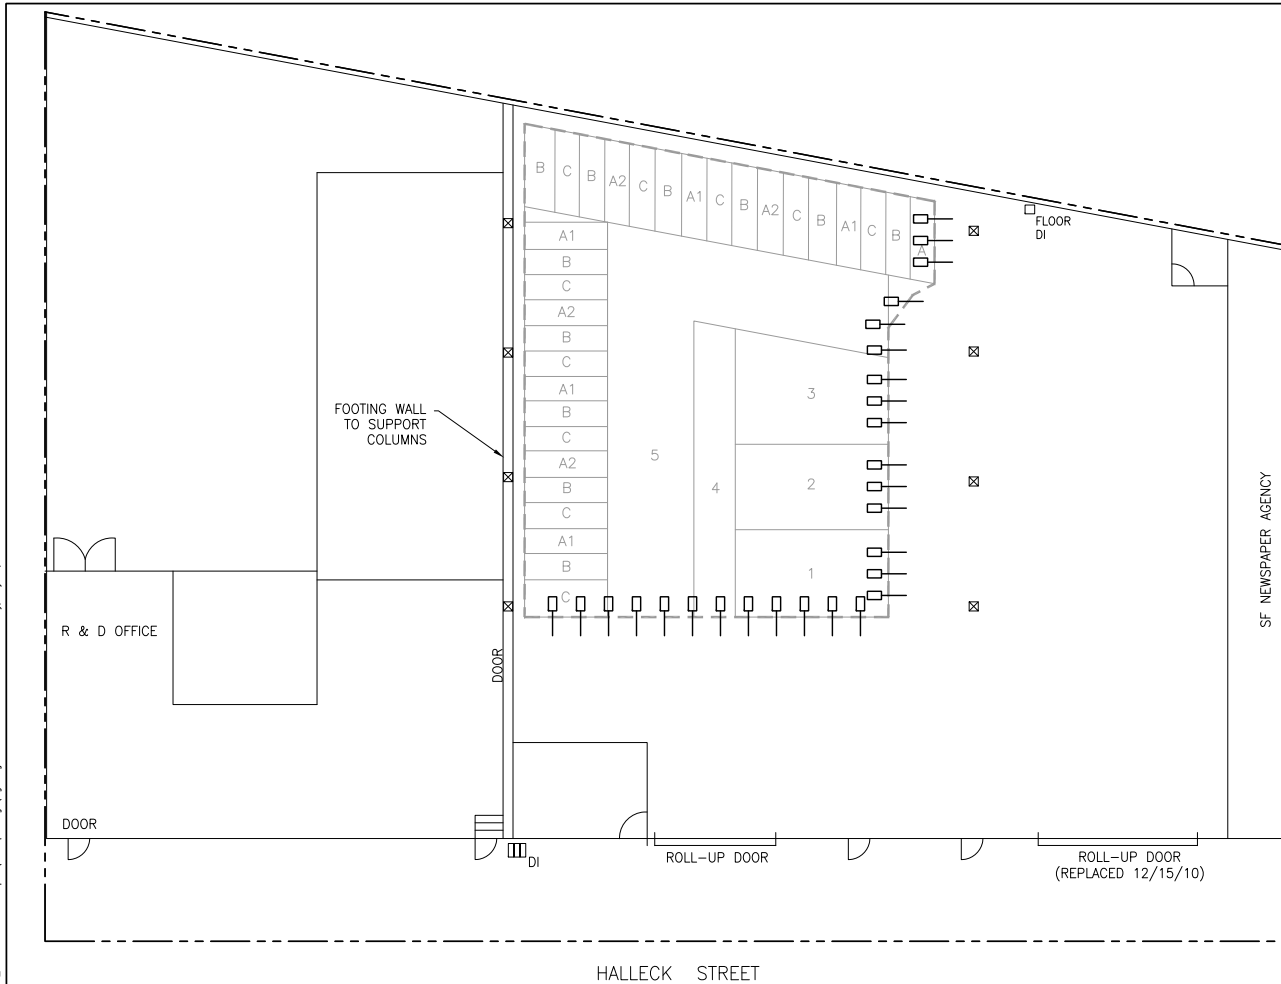 B C B A2 C B A1 C B A2 C B A1 C B A
FLOOR
DI
A1
B
C
A2
B
C
A1
B
C
A2
B
C
A1
B
C
3
2
1
4
5
FOOTING WALL
TO SUPPORT
COLUMNS
SF NEWSPAPER AGENCY
R & D OFFICE
DOOR
DOOR
DI
ROLL-UP DOOR
ROLL-UP DOOR
(REPLACED 12/15/10)
HALLECK STREET